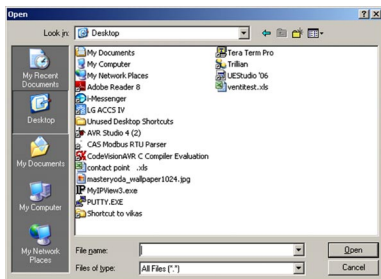 Open
Look in: Desktop
My Recent Documents
Desktop
My Documents
My Computer
My Network Places
My Documents
My Computer
My Network Places
Adobe Reader 8
i-Messenger
LG ACCS IV
Unused Desktop Shortcuts
AVR Studio 4 (2)
CAS Modbus RTU Parser
CodeVisionAVR C Compiler Evaluation
contact point .xls
masteryoda_wallpaper1024.jpg
MyIPView3.exe
PUTTY.EXE
Shortcut to vikas
Tera Term Pro
Trillian
UEStudio '06
ventitest.xls
File name:
Open
Files of type: All Files (*.*)
Cancel